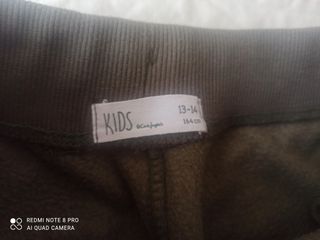 KIDS
13-14
164 cm
REDMI NOTE 8 PRO
AI QUAD CAMERA